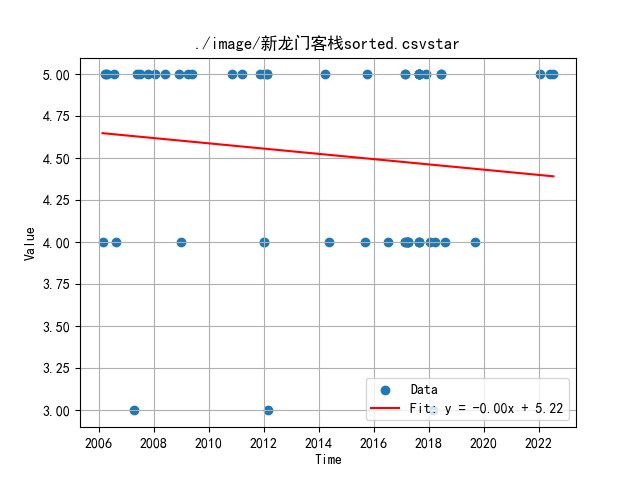 ./image/新龙门客栈sorted.csvstar
5.00
4.75
4.50
4.25
4.00
3.75
3.50
3.25
3.00
Value
2006 2008 2010 2012 2014 2016 2018 2020 2022
Time
Data
Fit: y = -0.00x + 5.22